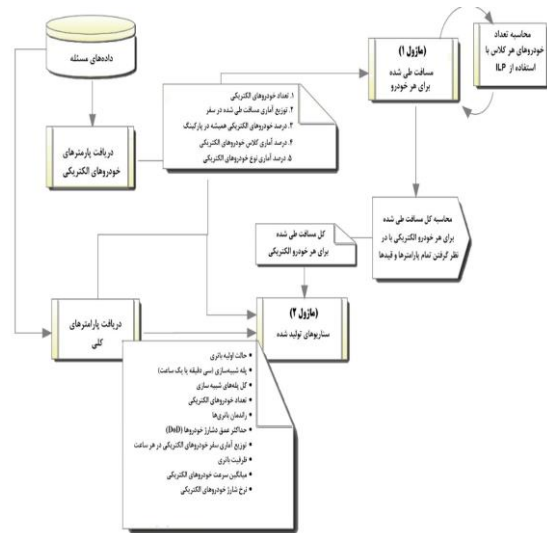 داده‌های مسئله
دریافت پارمترهای
خودروهای الکتریکی
۱. تعداد خودروهای الکتریکی
۲. توزیع آماری مسافت طی شده در سفر
۳. درصد خودروهای الکتریکی همیشه در پارکینگ
۴. درصد آماری کلاس خودروهای الکتریکی
۵. درصد آماری نوع خودروهای الکتریکی
(ماژول ۱)
مسافت طی شده
برای هر خودرو
محاسبه تعداد
خودروهای هر کلاس با
استفاده از ILP
محاسبه کل مسافت طی شده
برای هر خودرو الکتریکی با در
نظر گرفتن تمام پارامترها و قیدها
کل مسافت طی شده
برای هر خودرو الکتریکی
دریافت پارامترهای
کلی
(ماژول ۲)
سناریوهای تولید شده
• حالت اولیه باتری
• پله شبیه‌سازی (سی دقیقه یا یک ساعت)
• کل پله‌های شبیه سازی
• تعداد خودروهای الکتریکی
• راندمان باتری‌ها
• حداکثر عمق دشارژ خودروها (DoD)
• توزیع آماری سفر خودروهای الکتریکی در هر ساعت
• ظرفیت باتری
• میانگین سرعت خودروهای الکتریکی
• نرخ شارژ خودروهای الکتریکی